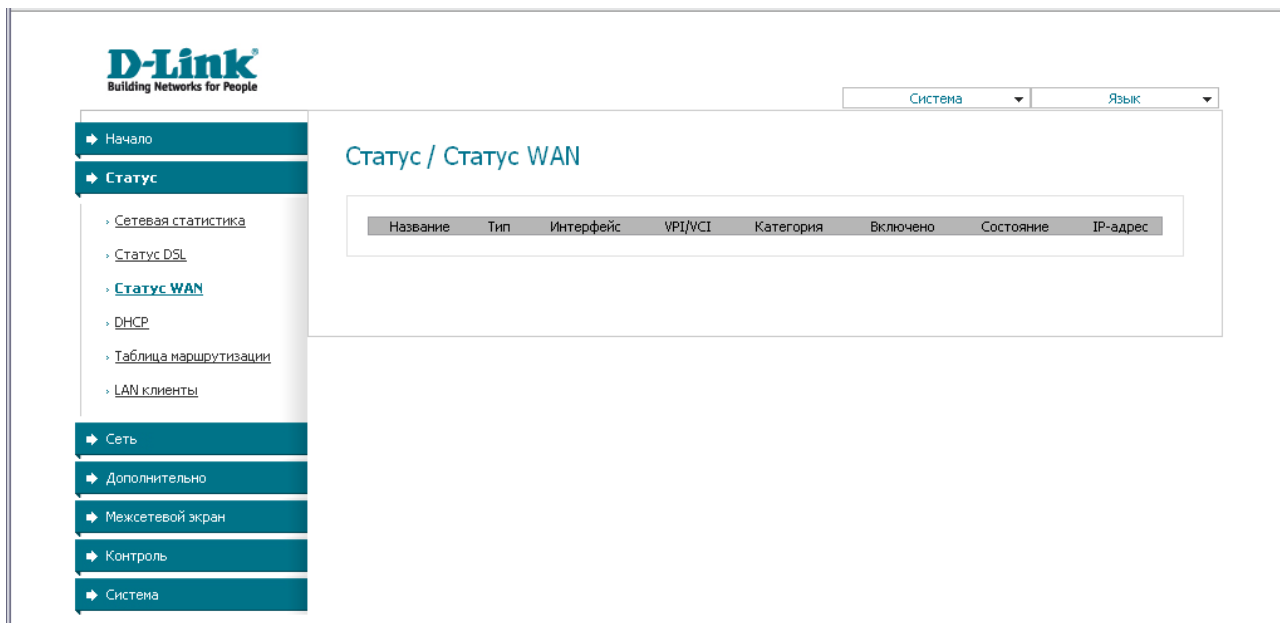 D-Link
Building Networks for People
Система Язык
Начало
Статус
Сетевая статистика
Статус DSL
Статус WAN
DHCP
Таблица маршрутизации
LAN клиенты
Сеть
Дополнительно
Межсетевой экран
Контроль
Система
Статус / Статус WAN
Название Тип Интерфейс VPI/VCI Категория Включено Состояние IP-адрес